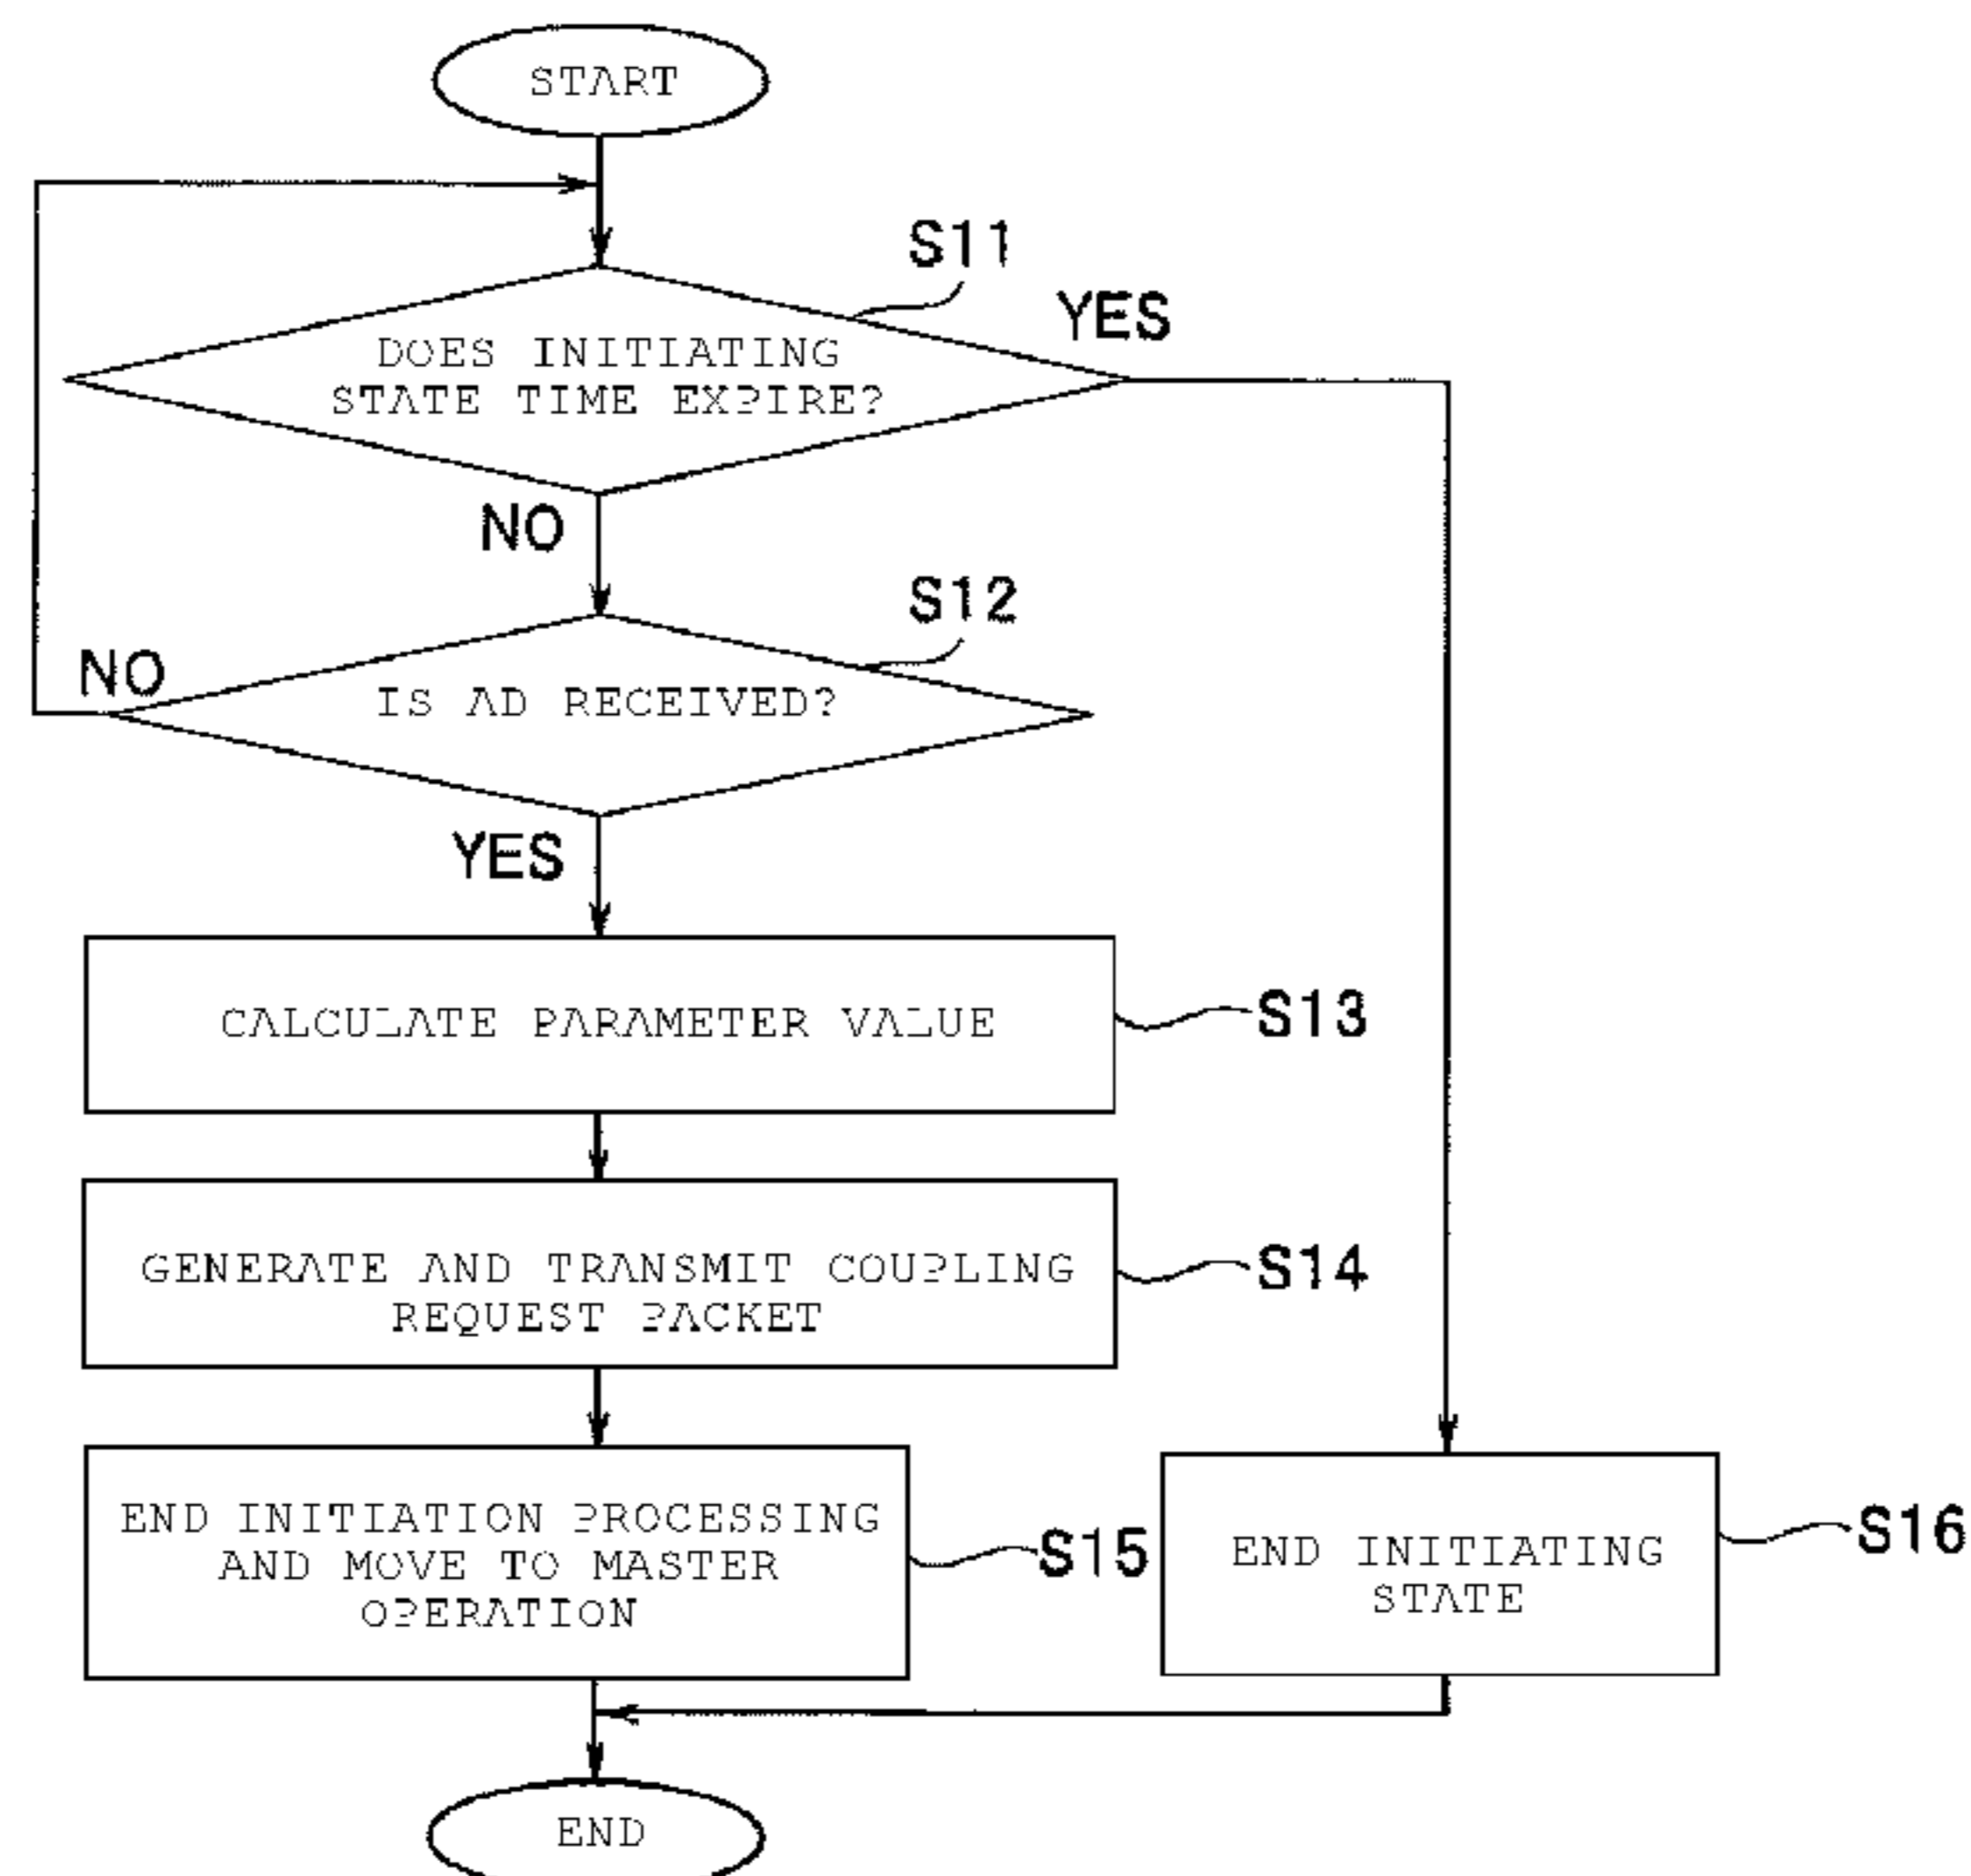 START
S11
YES
DOES INITIATING
STATE TIME EXPIRE?
NO
S12
NO
IS AD RECEIVED?
YES
CALCULATE PARAMETER VALUE
S13
GENERATE AND TRANSMIT COUPLING
REQUEST PACKET
S14
END INITIATION PROCESSING
AND MOVE TO MASTER
OPERATION
S15
END INITIATING
STATE
S16
END